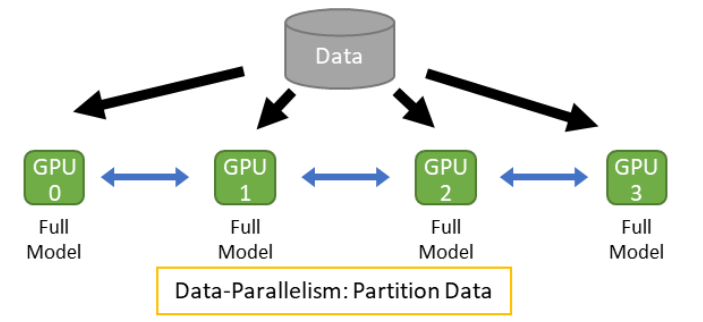 Data
GPU
0
GPU
1
GPU
2
GPU
3
Full
Model
Full
Model
Full
Model
Full
Model
Data-Parallelism: Partition Data